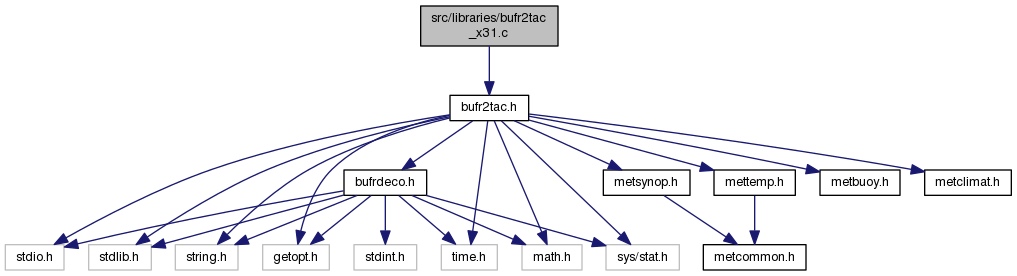 src/libraries/bufr2tac
_x31.c
bufr2tac.h
bufrdeco.h
metsynop.h
mettemp.h
metbuoy.h
metclimat.h
stdio.h
stdlib.h
string.h
getopt.h
stdint.h
time.h
math.h
sys/stat.h
metcommon.h